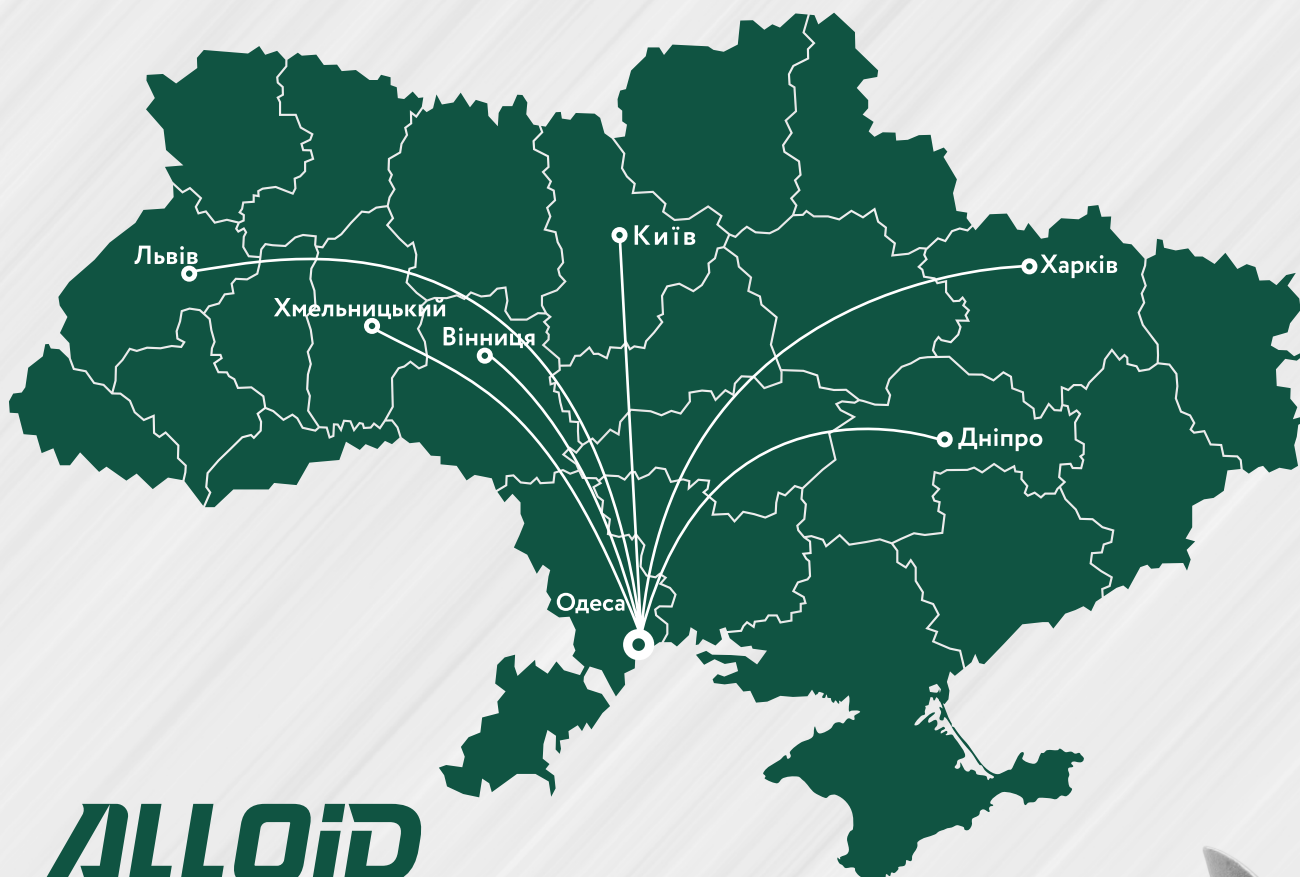 Київ
Львів
Харків
Хмельницький
Вінниця
Дніпро
Одеса
ALLOiD